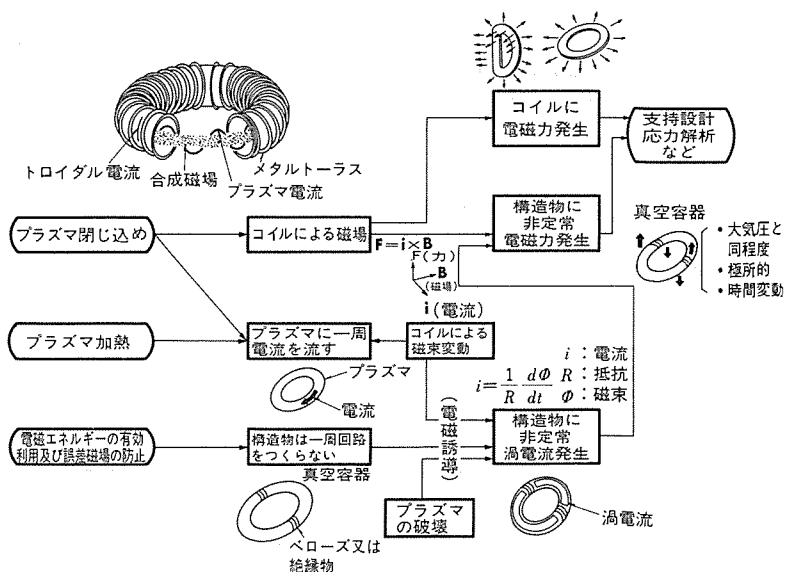 トロイダル電流
合成磁場
プラズマ電流
メタルトーラス
コイルに
電磁力発生
支持設計
応力解析
など
プラズマ閉じ込め
コイルによる磁場
F=i×B
F(力)
B
(磁場)
i(電流)
構造物に
非定常
電磁力発生
真空容器
・大気圧と
同程度
・極所的
・時間変動
プラズマ加熱
プラズマに一周
電流を流す
コイルによる
磁束変動
プラズマ
電流
i=1/R dΦ/dt
i:電流
R:抵抗
Φ:磁束
(電磁誘導)
電磁エネルギーの有効
利用及び誤差磁場の防止
構造物は一周回路
をつくらない
構造物に
非定常
渦電流発生
真空容器
ベローズ又は
絶縁物
プラズマ
の破壊
渦電流